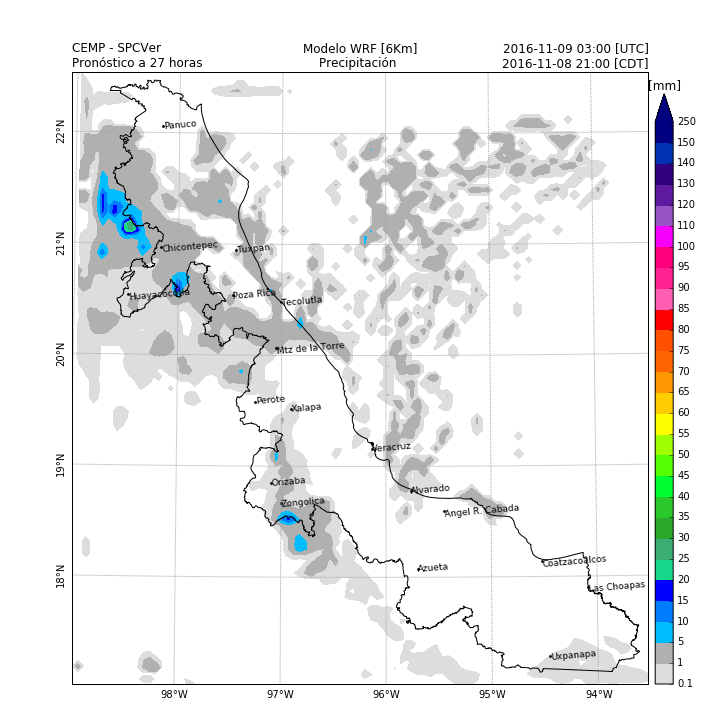 CEMP - SPCVer Modelo WRF [6Km] 2016-11-09 03:00 [UTC]
Pronóstico a 27 horas Precipitación 2016-11-08 21:00 [CDT]
[mm]
250
22°N Panuco 150
140
130
120
21°N Chicontepec Tuxpan 110
100
95
90
Huayacocotla Poza Rica Tecolutla 85
80
20°N Mtz de la Torre 75
70
65
Perote Xalapa 60
55
Veracruz 50
19°N 45
Orizaba Alvarado 40
Zongolica Angel R. Cabada 35
30
25
18°N Azueta Coatzacoalcos 20
Las Choapas 15
10
5
Uxpanapa 1
0.1
98°W 97°W 96°W 95°W 94°W